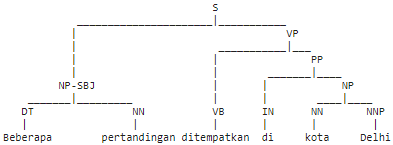 S
VP
PP
NP-SBJ NP
DT NN VB IN NN NNP
Beberapa pertandingan ditempatkan di kota Delhi